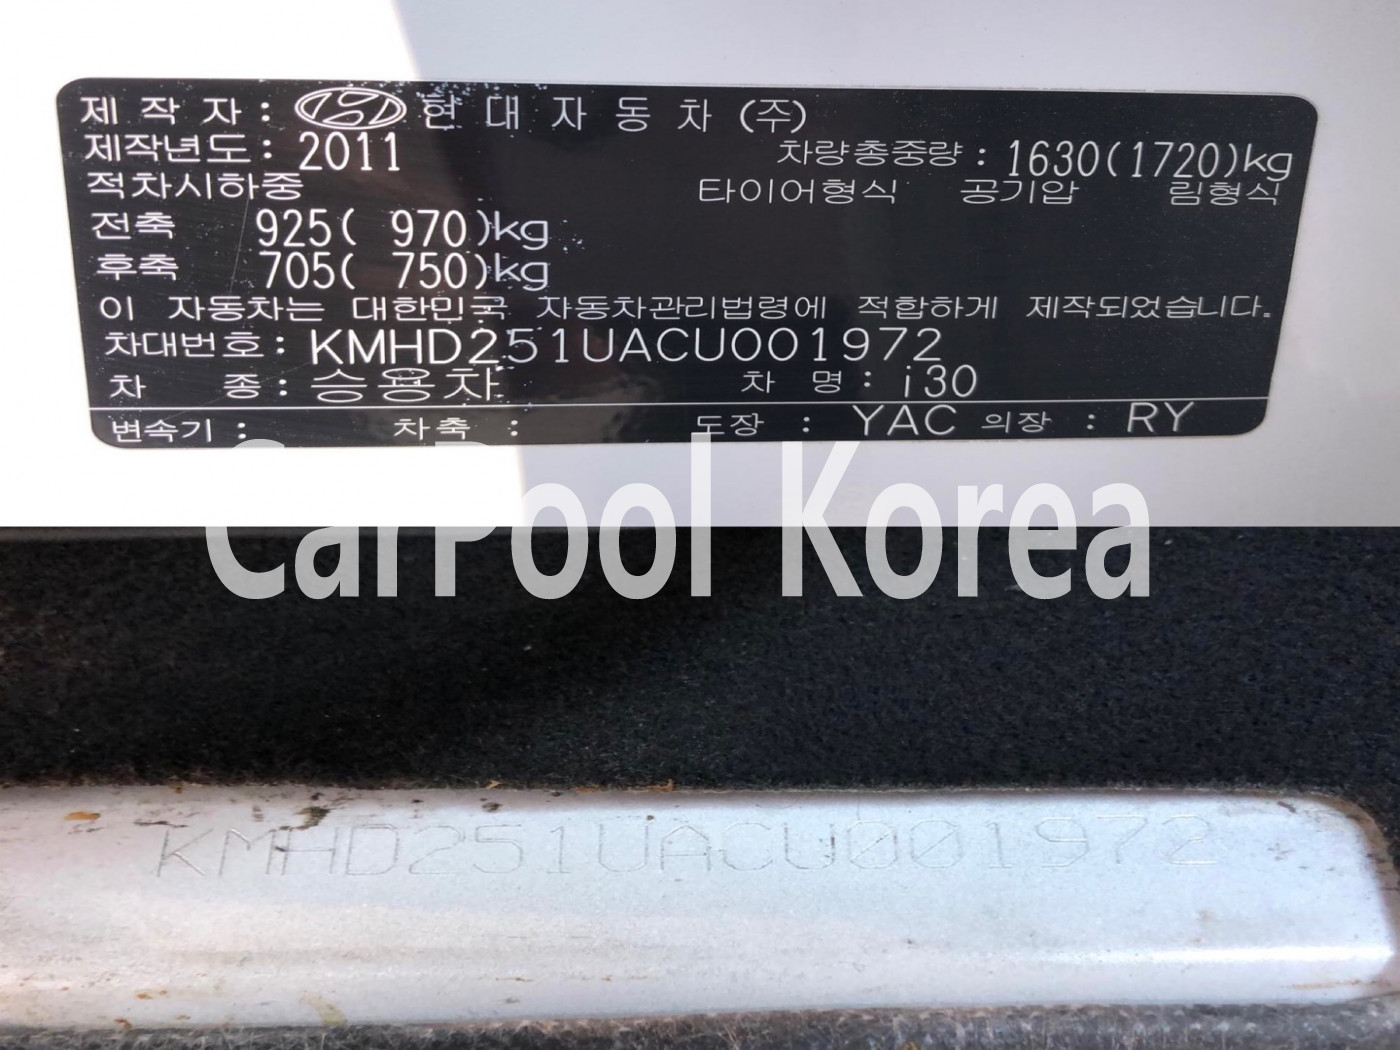 제 작 자 : 현 대 자 동 차 (주)
제작년도 : 2011 차량총중량 : 1630(1720)kg
적차시하중 타이어형식 공기압 림형식
전축 925( 970)kg
후축 705( 750)kg
이 자동차는 대한민국 자동차관리법령에 적합하게 제작되었습니다.
차대번호 : KMHD251UACU001972
차 종 : 승용차 차 명 : i30
변속기 : 차축 : 도장 : YAC 의장 : RY
CarPool Korea
KMHD251UACU001972